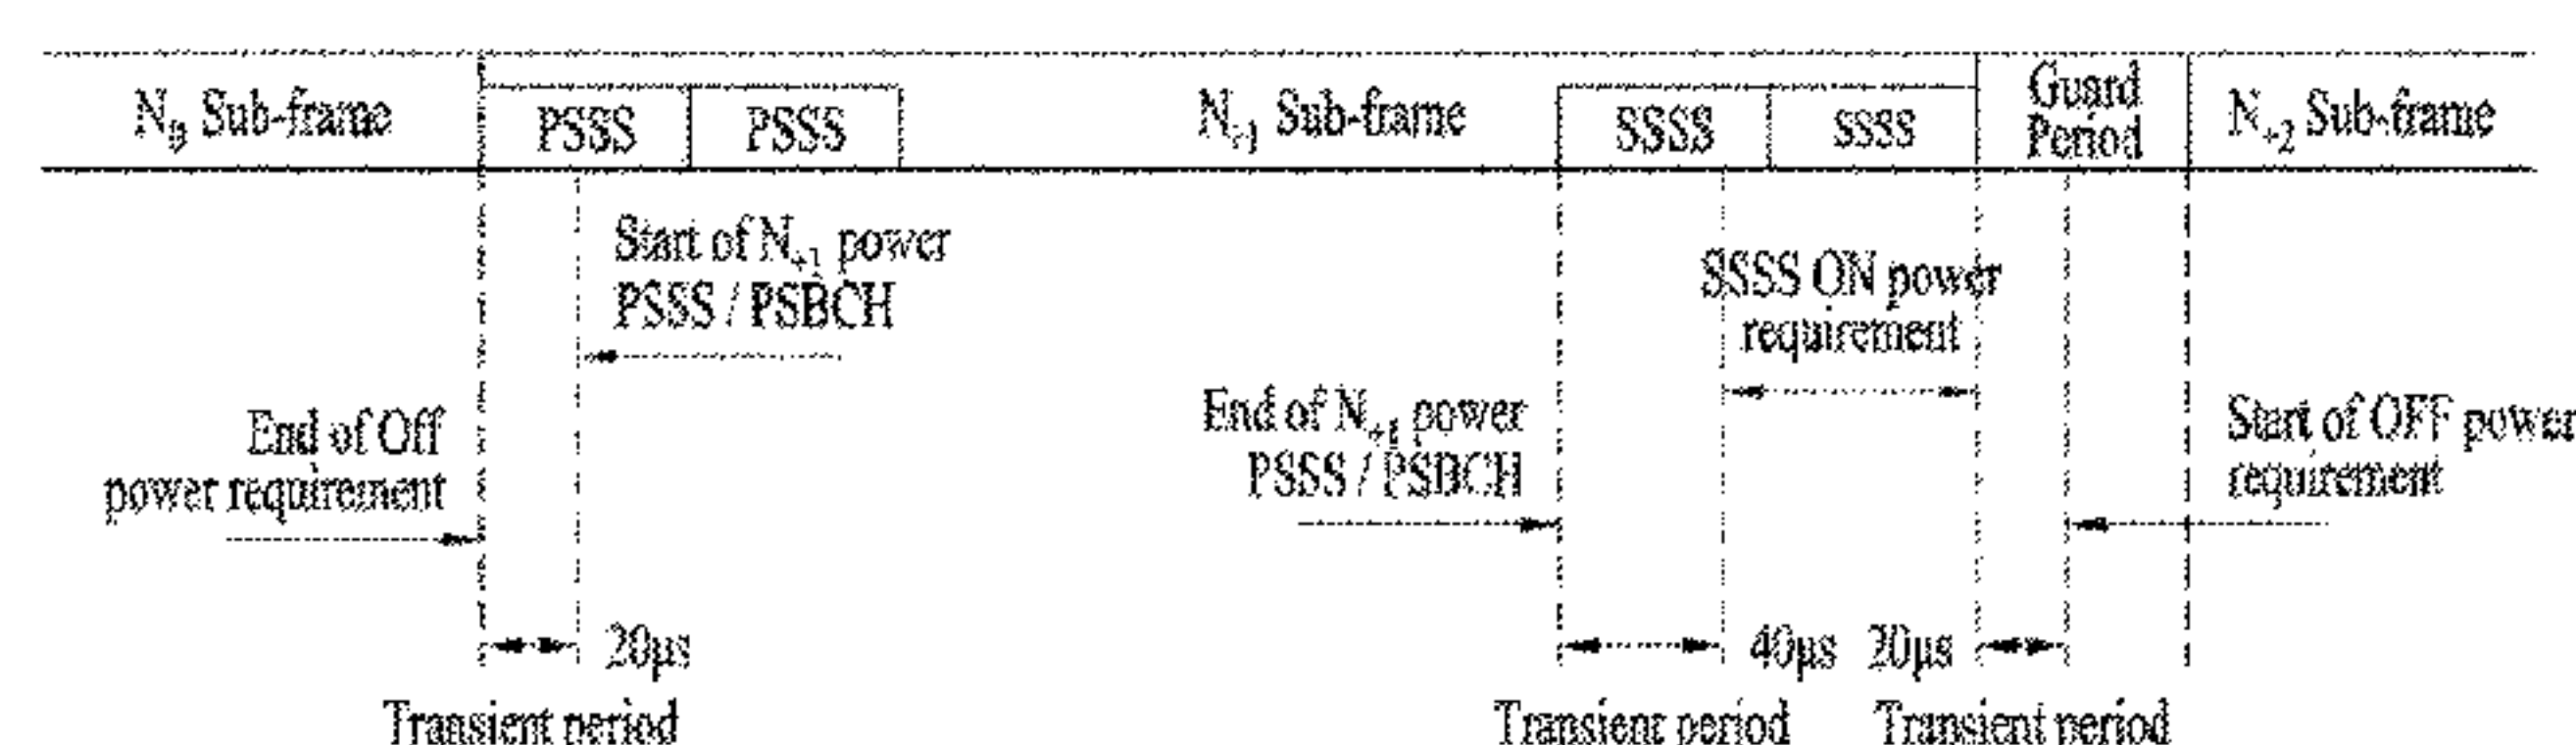 N0 Sub-frame
PSSS
PSSS
N+1 Sub-frame
SSSS
SSSS
Guard
Period
N+2 Sub-frame
Start of N+1 power
PSSS / PSBCH
SSSS ON power
requirement
End of Off
power requirement
End of N+1 power
PSSS / PSBCH
Start of OFF power
requirement
20μs
40μs
20μs
Transient period
Transient period
Transient period